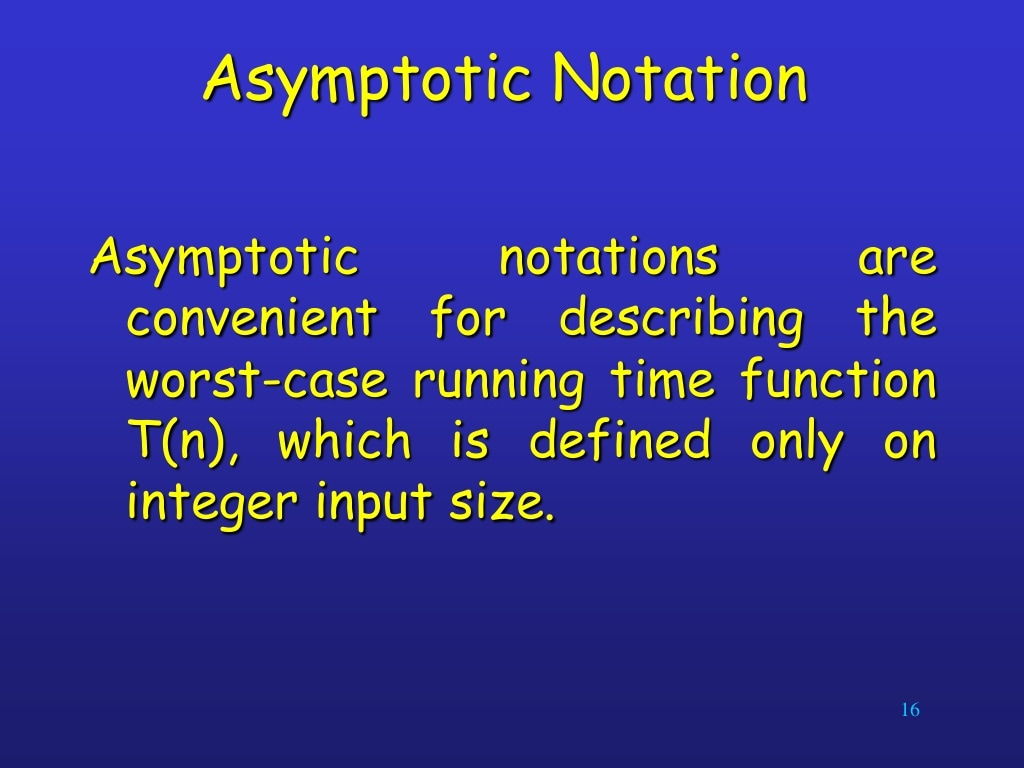 Asymptotic Notation
Asymptotic notations are
convenient for describing the
worst-case running time function
T(n), which is defined only on
integer input size.
16